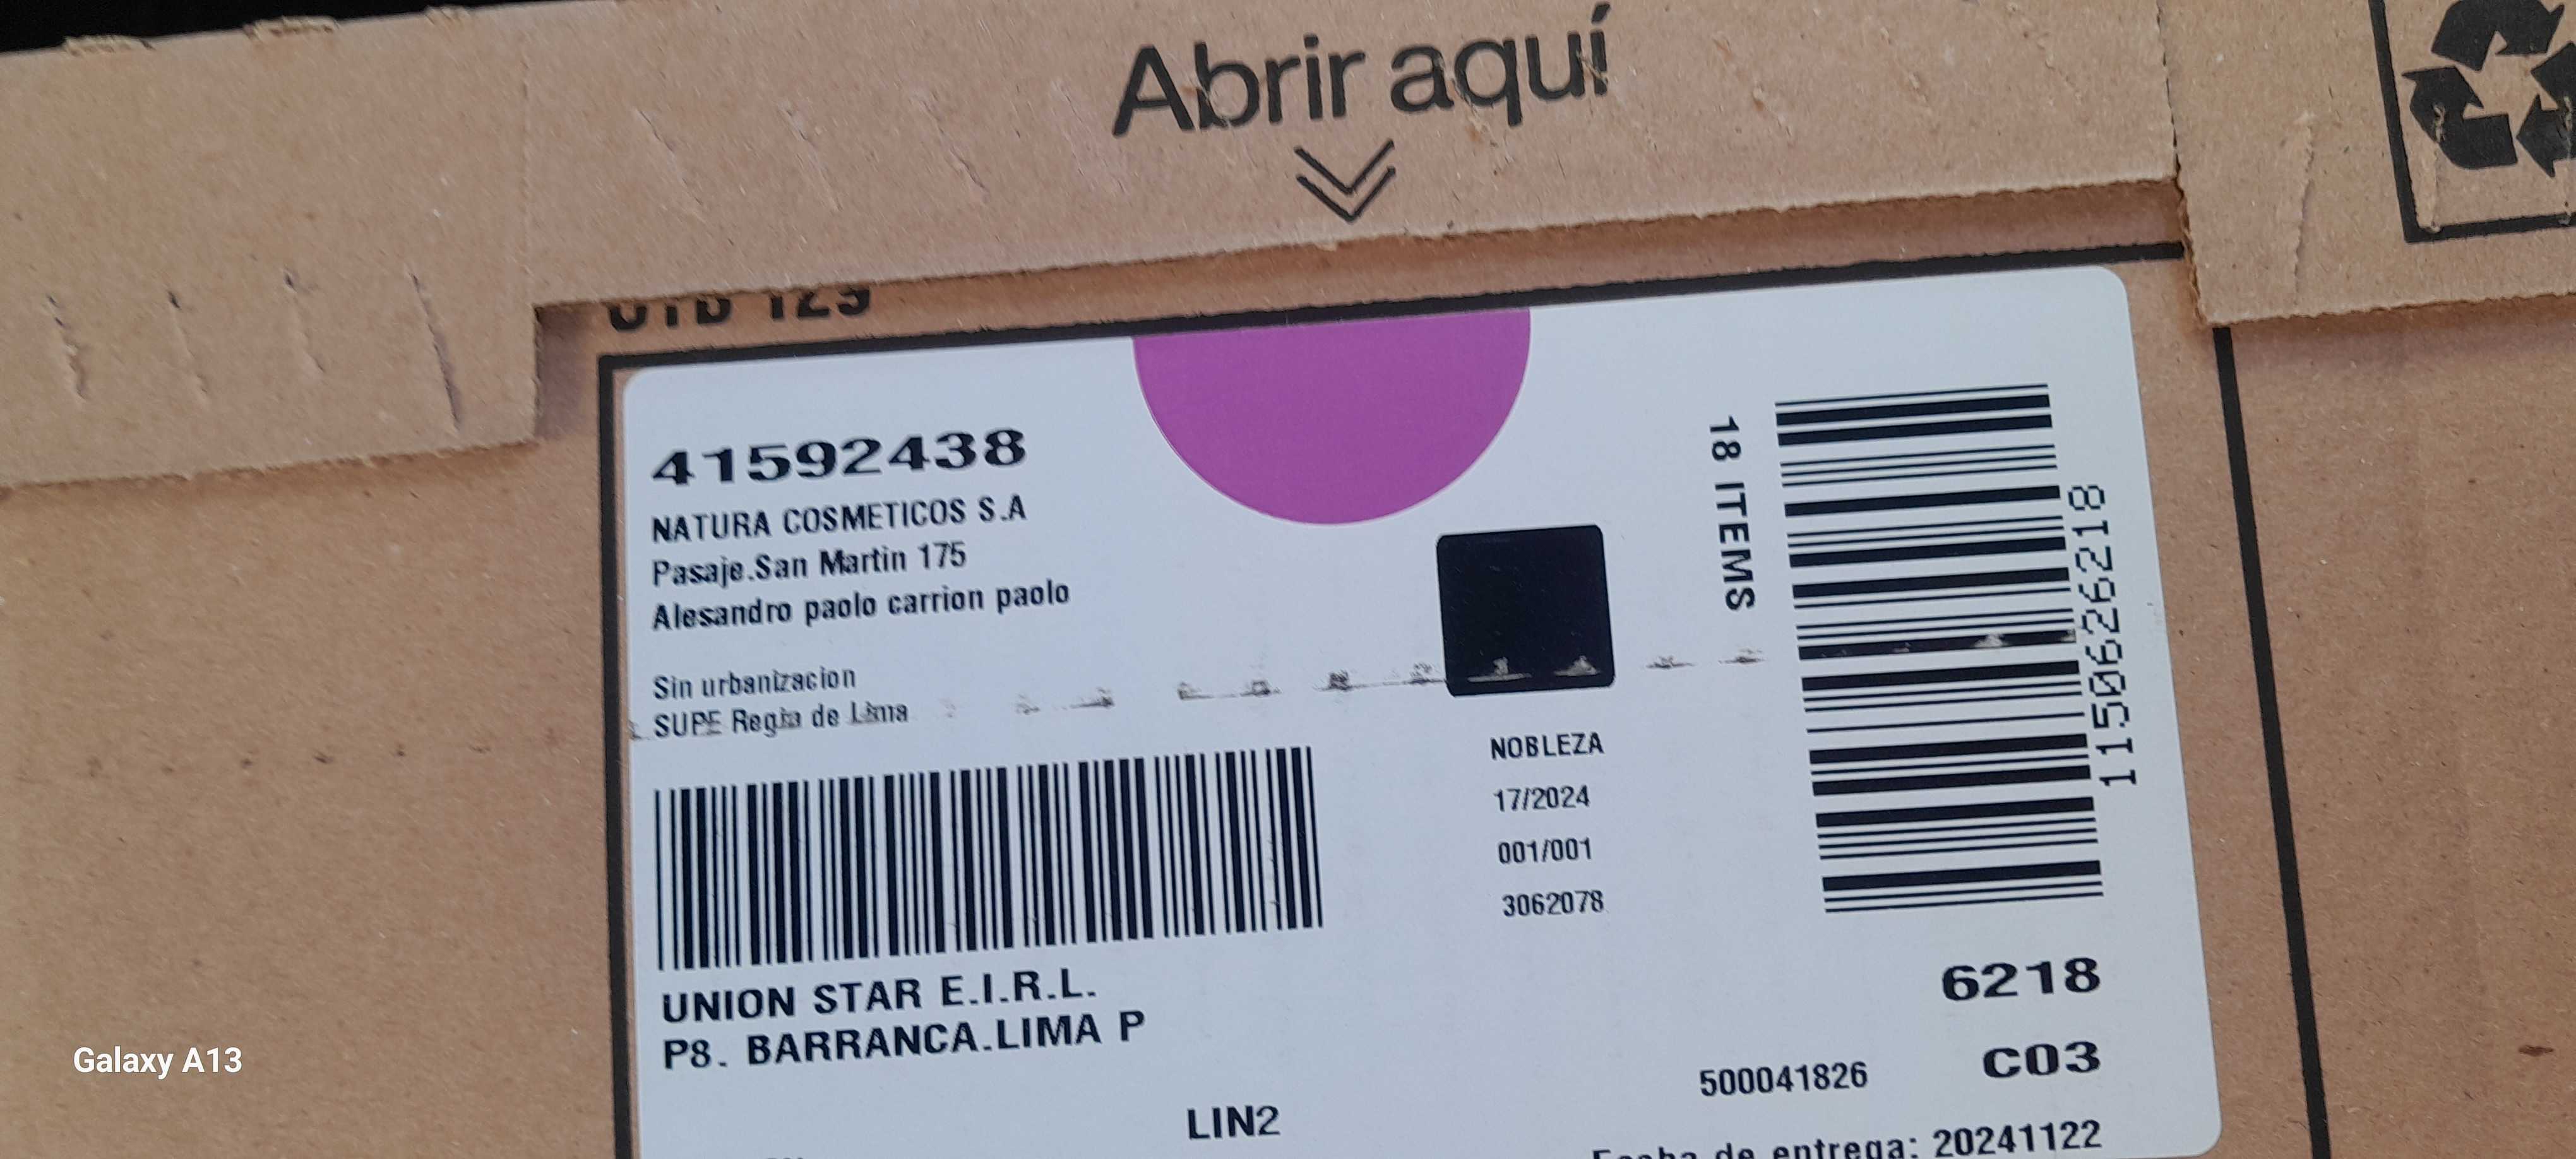 Abrir aquí
41592438
NATURA COSMETICOS S.A
Pasaje.San Martin 175
Alesandro paolo carrion paolo
Sin urbanizacion
SUPE Regia de Lima
18 ITEMS
1150626218
NOBLEZA
17/2024
001/001
3062078
UNION STAR E.I.R.L.
P8. BARRANCA.LIMA P
6218
C03
500041826
LIN2
Fecha de entrega: 20241122
Galaxy A13